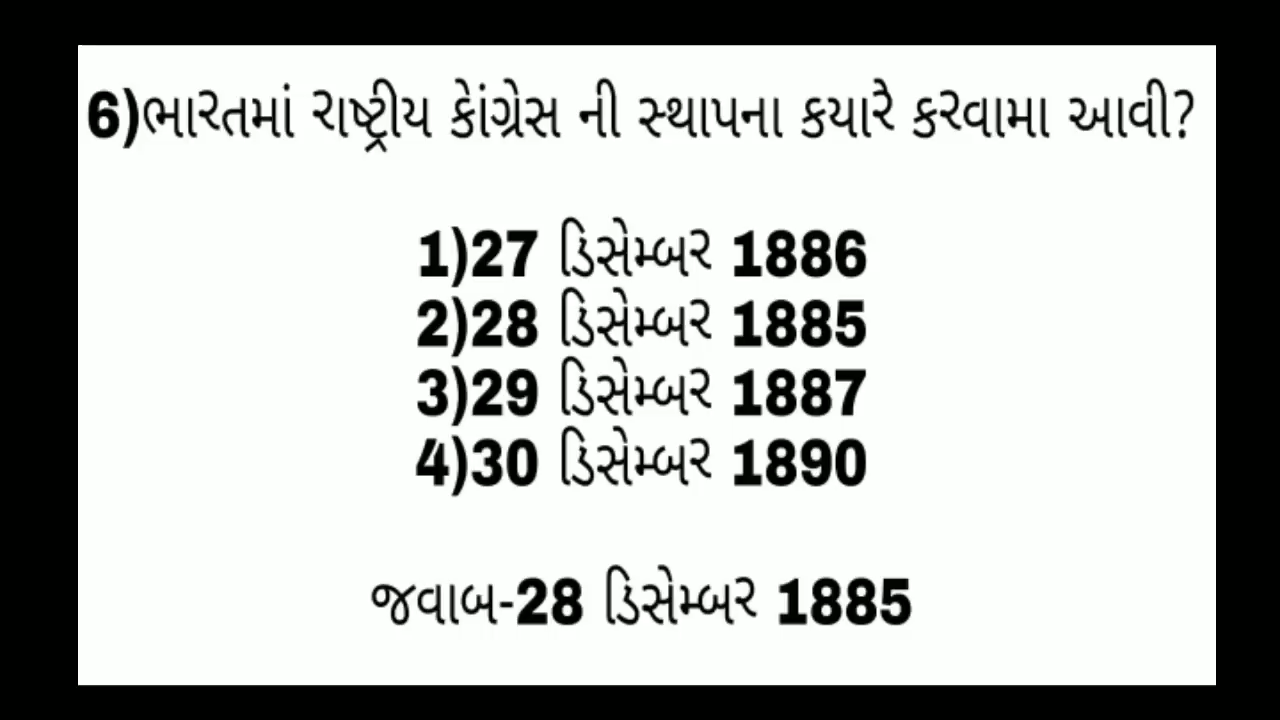 6)ભારતમાં રાષ્ટ્રીય કોંગ્રેસ ની સ્થાપના કયારે કરવામા આવી?
1)27 ડિસેમ્બર 1886
2)28 ડિસેમ્બર 1885
3)29 ડિસેમ્બર 1887
4)30 ડિસેમ્બર 1890
જવાબ-28 ડિસેમ્બર 1885